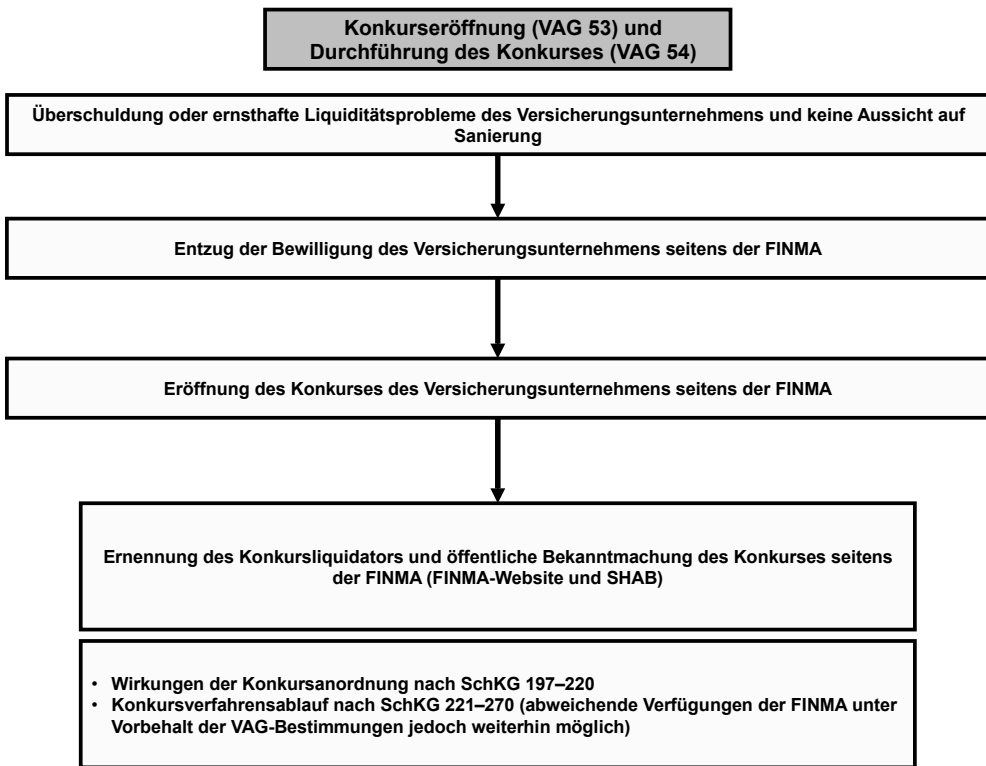 Konkurseröffnung (VAG 53) und
Durchführung des Konkurses (VAG 54)
Überschuldung oder ernsthafte Liquiditätsprobleme des Versicherungsunternehmens und keine Aussicht auf
Sanierung
Entzug der Bewilligung des Versicherungsunternehmens seitens der FINMA
Eröffnung des Konkurses des Versicherungsunternehmens seitens der FINMA
Ernennung des Konkursliquidators und öffentliche Bekanntmachung des Konkurses seitens
der FINMA (FINMA-Website und SHAB)
• Wirkungen der Konkursanordnung nach SchKG 197–220
• Konkursverfahrensablauf nach SchKG 221–270 (abweichende Verfügungen der FINMA unter
Vorbehalt der VAG-Bestimmungen jedoch weiterhin möglich)